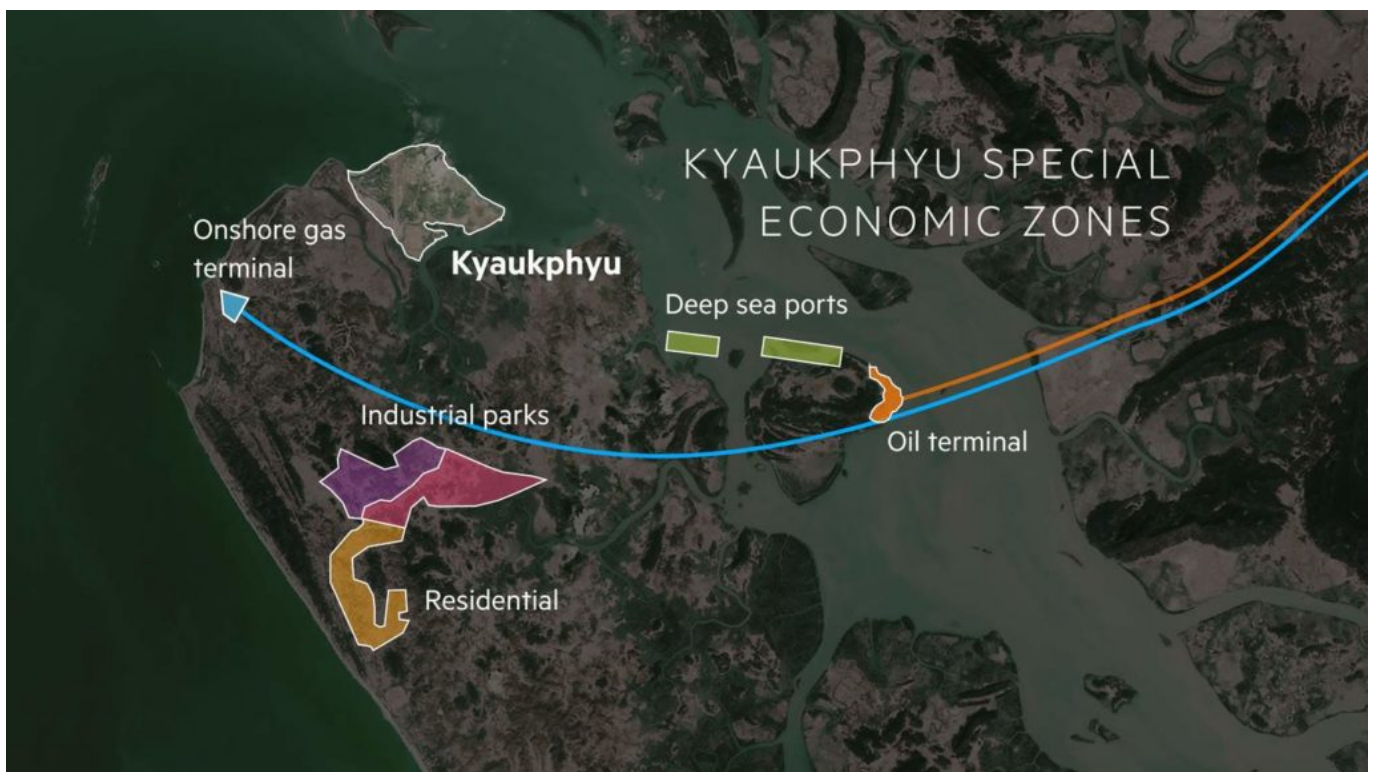 KYAUKPHYU SPECIAL
ECONOMIC ZONES
Onshore gas
terminal
Kyaukphyu
Deep sea ports
Industrial parks
Oil terminal
Residential